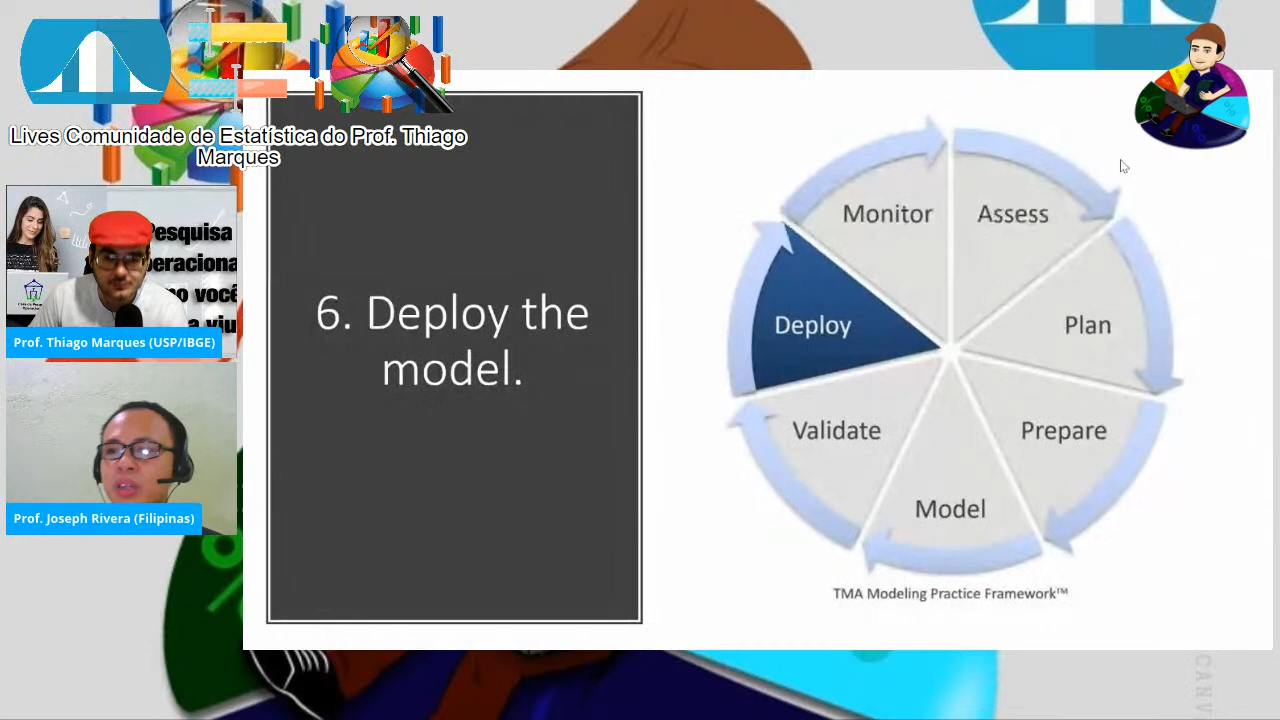 Lives Comunidade de Estatística do Prof. Thiago
Marques
Pesquisa
Prof. Thiago Marques (USP/IBGE)
Prof. Joseph Rivera (Filipinas)
6. Deploy the
model.
Monitor
Assess
Deploy
Plan
Validate
Prepare
Model
TMA Modeling Practice Framework™
CANV